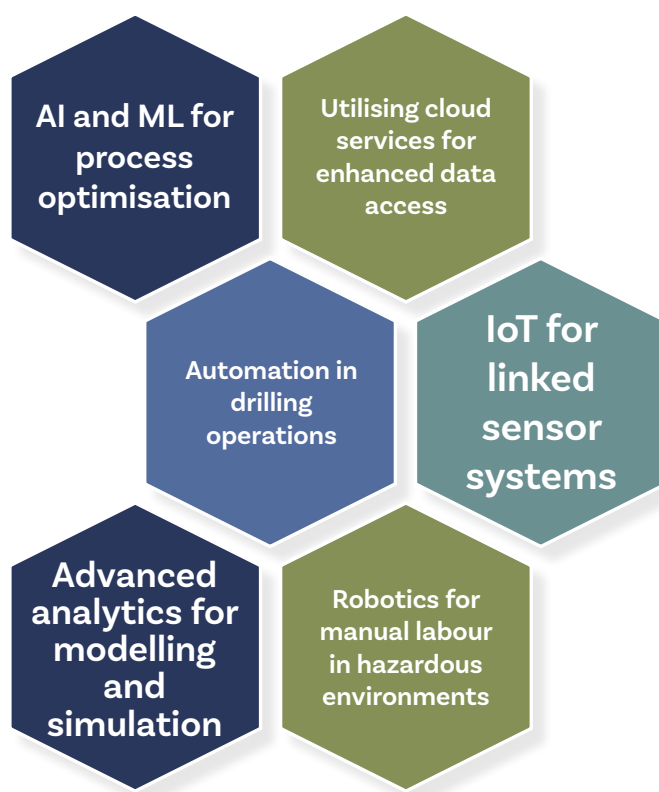 AI and ML for
process
optimisation
Utilising cloud
services for
enhanced data
access
Automation in
drilling
operations
IoT for
linked
sensor
systems
Advanced
analytics for
modelling
and
simulation
Robotics for
manual labour
in hazardous
environments